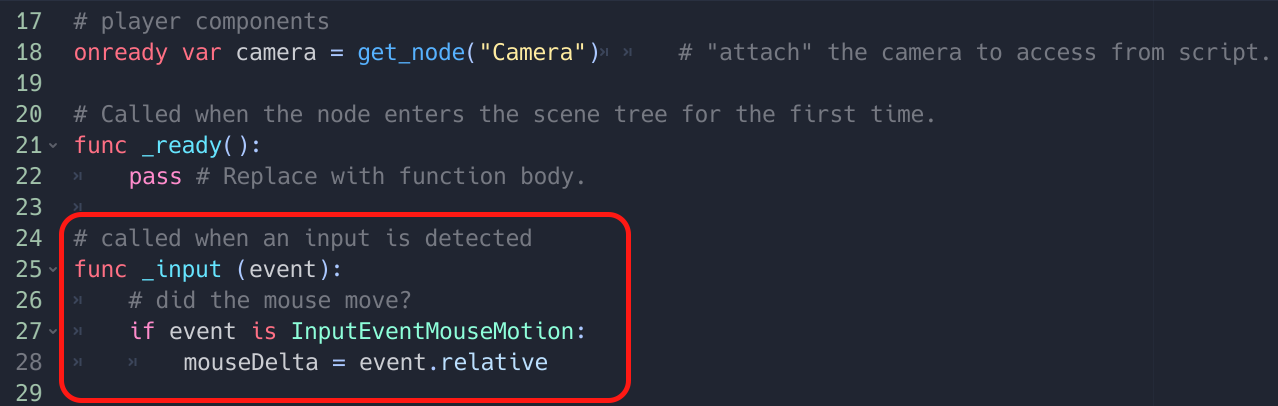 17 # player components
18 onready var camera = get_node("Camera") # "attach" the camera to access from script.
19
20 # Called when the node enters the scene tree for the first time.
21 func _ready():
22 pass # Replace with function body.
23
24 # called when an input is detected
25 func _input (event):
26 # did the mouse move?
27 if event is InputEventMouseMotion:
28 mouseDelta = event.relative
29